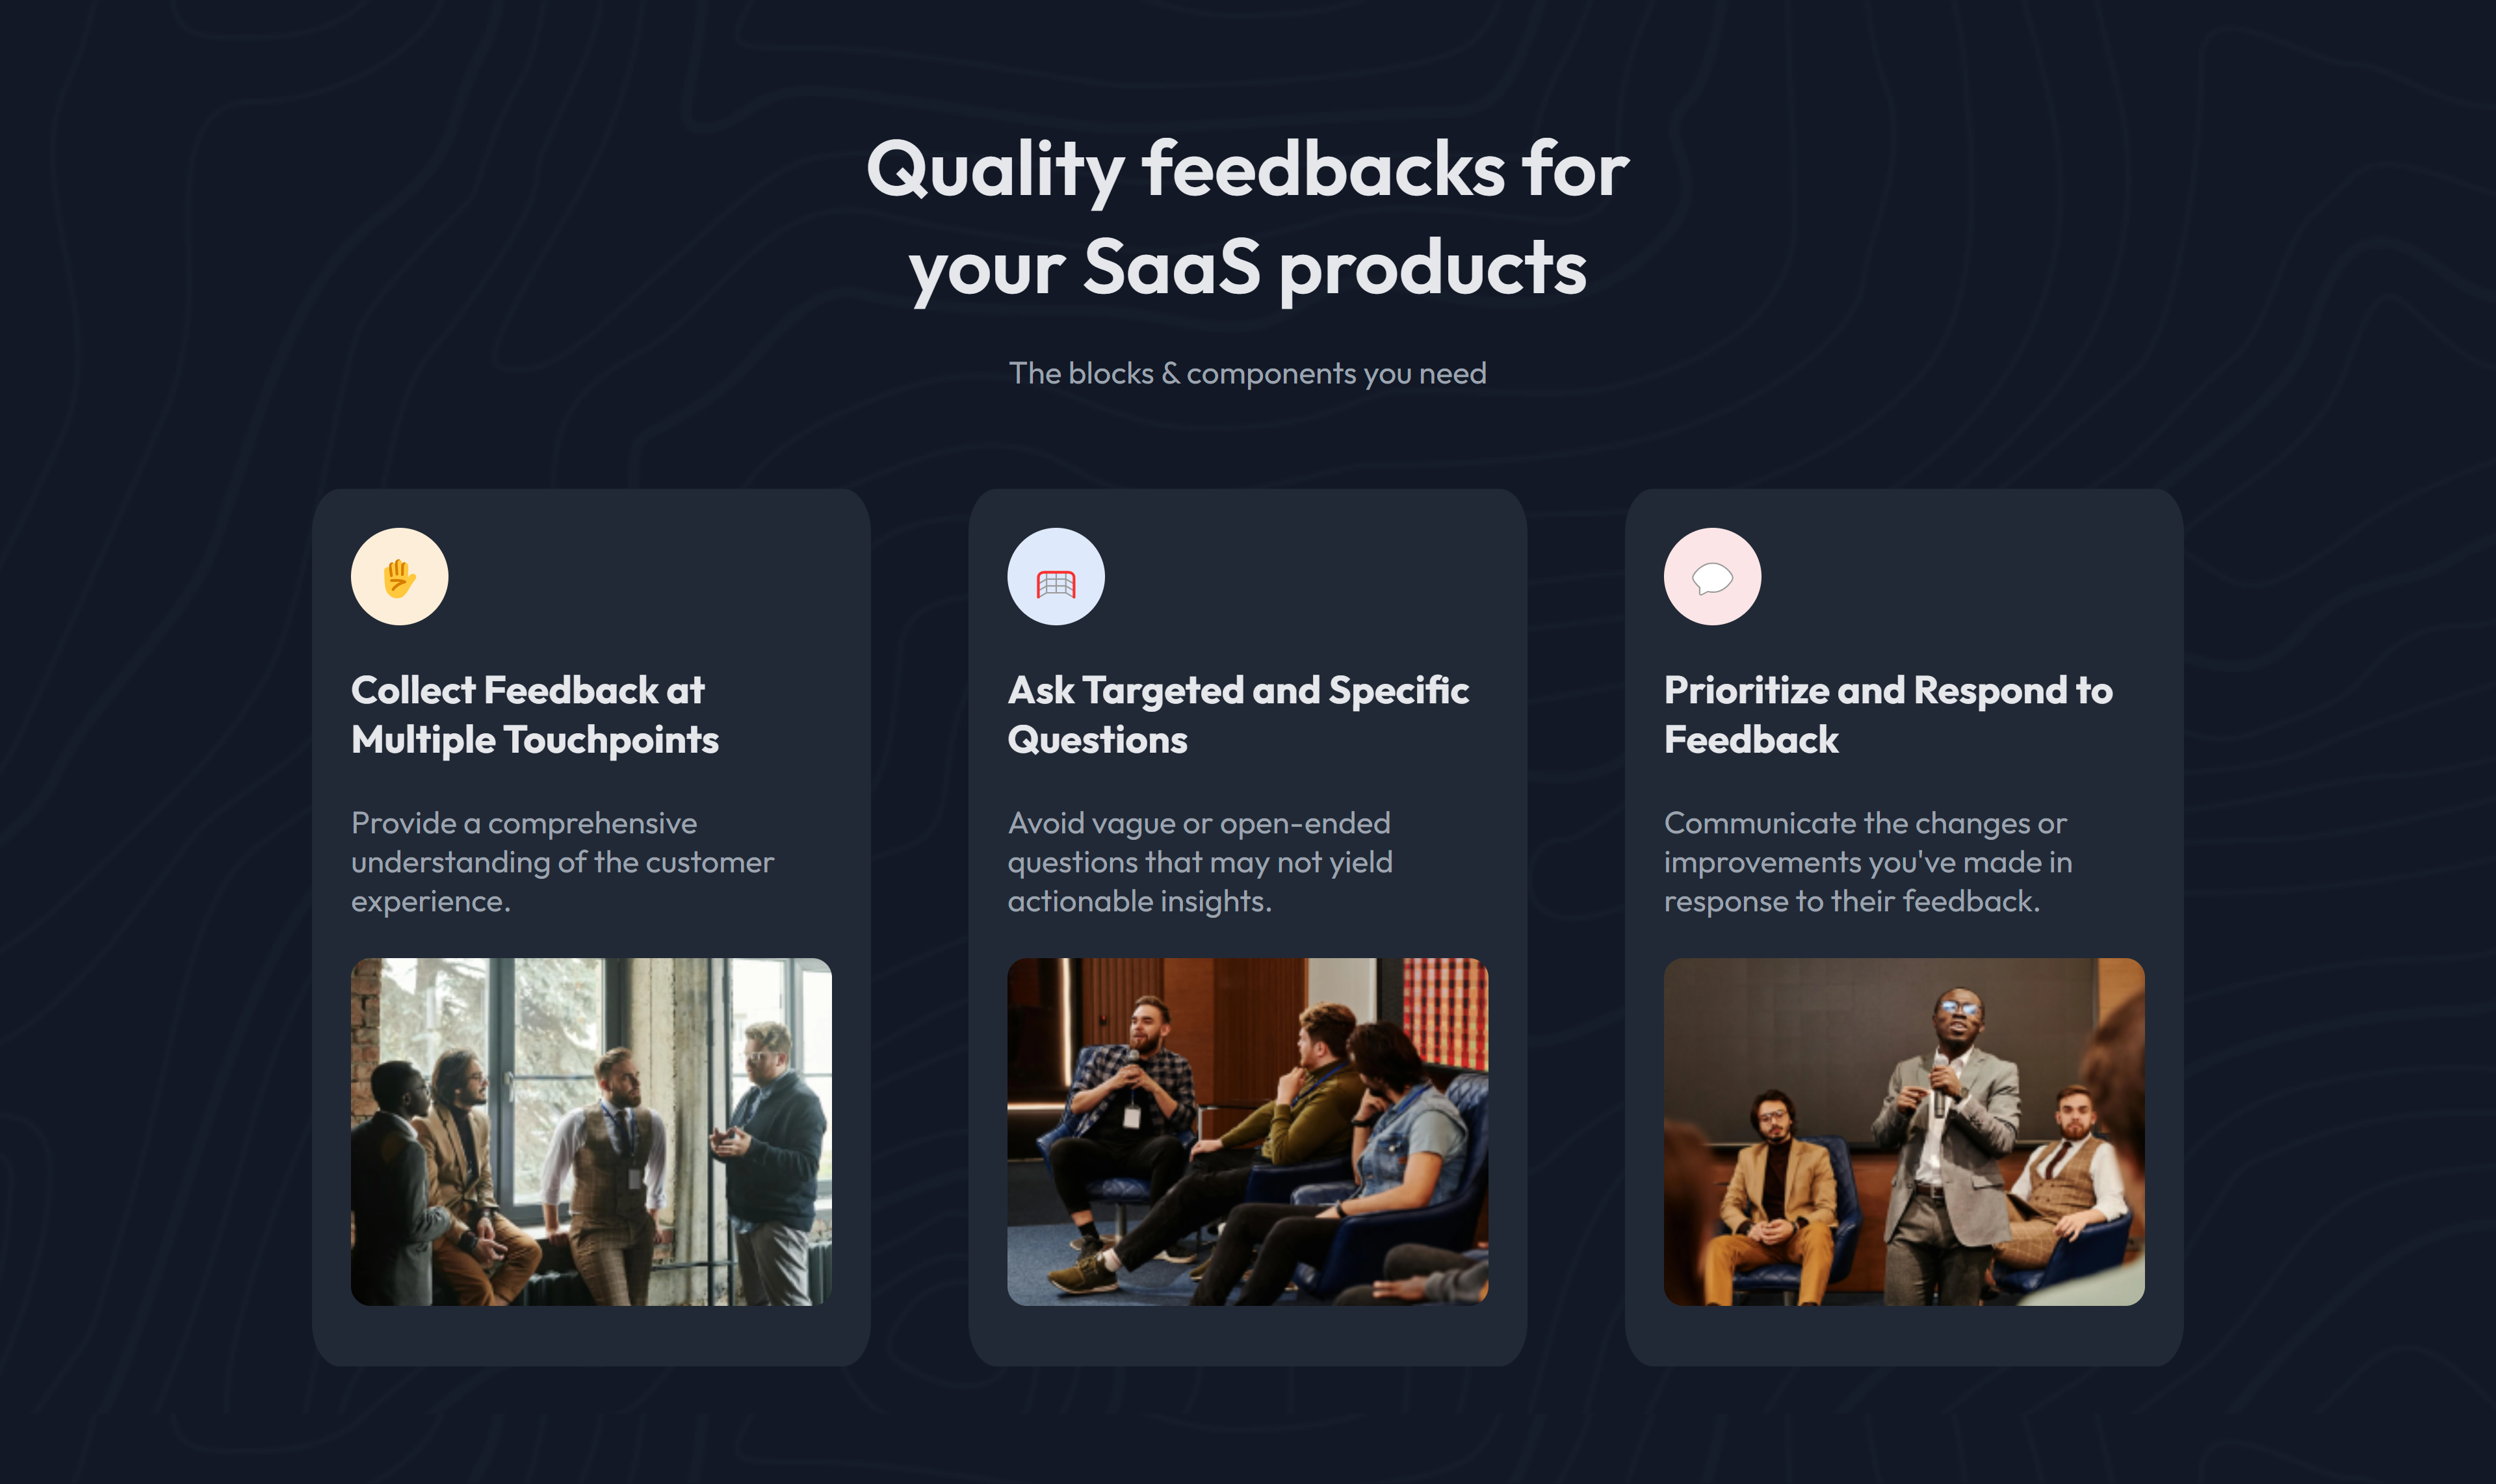 Quality feedbacks for
your SaaS products
The blocks & components you need
Collect Feedback at
Multiple Touchpoints
Provide a comprehensive
understanding of the customer
experience.
Ask Targeted and Specific
Questions
Avoid vague or open-ended
questions that may not yield
actionable insights.
Prioritize and Respond to
Feedback
Communicate the changes or
improvements you've made in
response to their feedback.